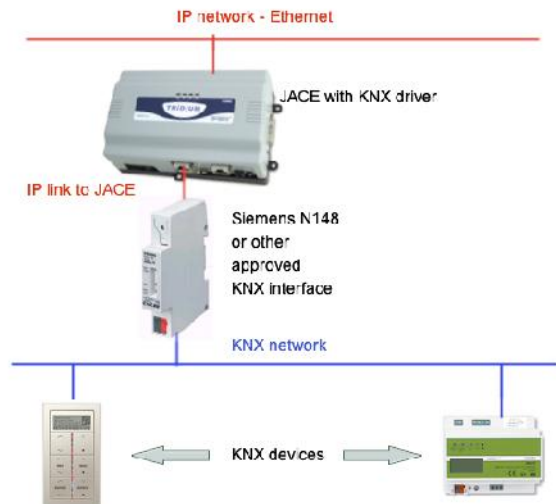 IP network - Ethernet
JACE with KNX driver
TRIDIUM
IP link to JACE
Siemens N148
or other
approved
KNX interface
KNX network
KNX devices